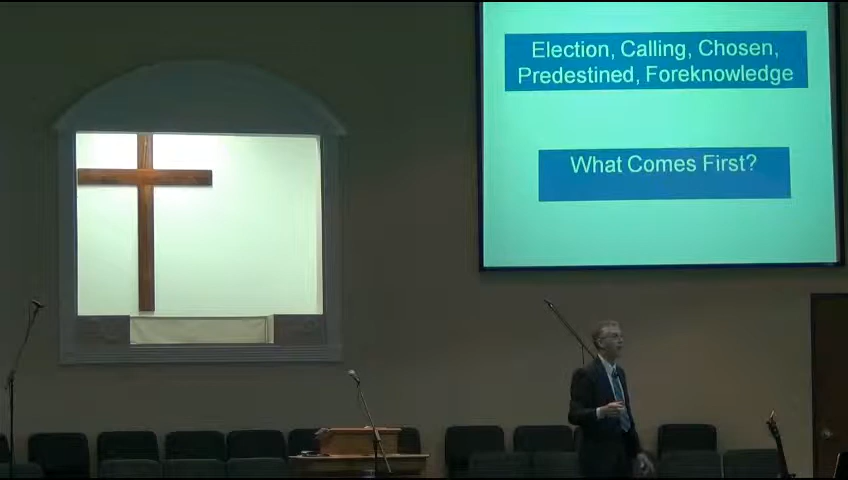 Election, Calling, Chosen,
Predestined, Foreknowledge
What Comes First?